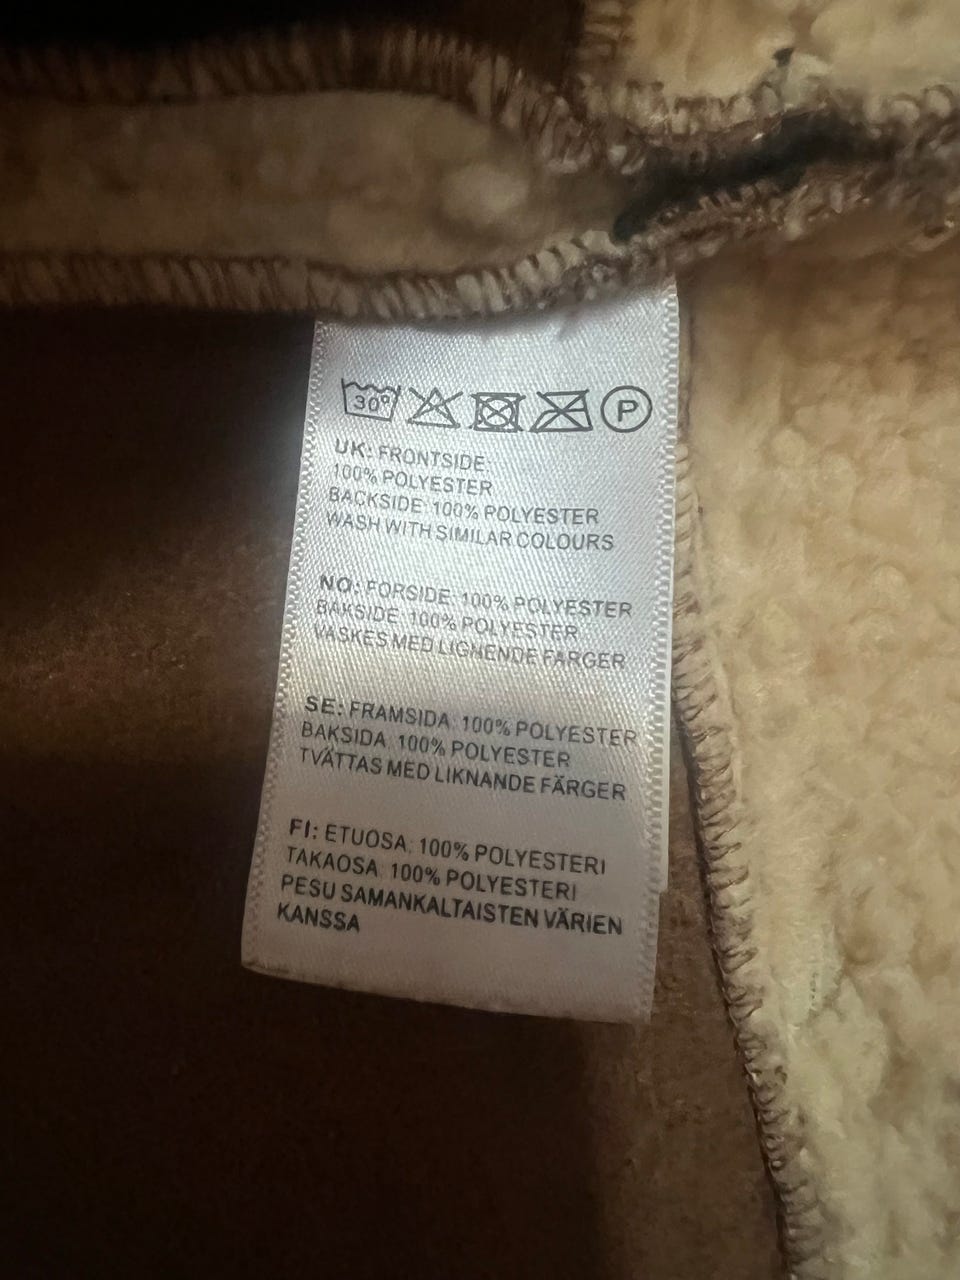 30° P
UK: FRONTSIDE:
100% POLYESTER
BACKSIDE: 100% POLYESTER
WASH WITH SIMILAR COLOURS
NO: FORSIDE: 100% POLYESTER
BAKSIDE: 100% POLYESTER
VASKES MED LIGNENDE FARGER
SE: FRAMSIDA: 100% POLYESTER
BAKSIDA: 100% POLYESTER
TVÄTTAS MED LIKNANDE FÄRGER
FI: ETUOSA: 100% POLYESTERI
TAKAOSA: 100% POLYESTERI
PESU SAMANKALTAISTEN VÄRIEN
KANSSA